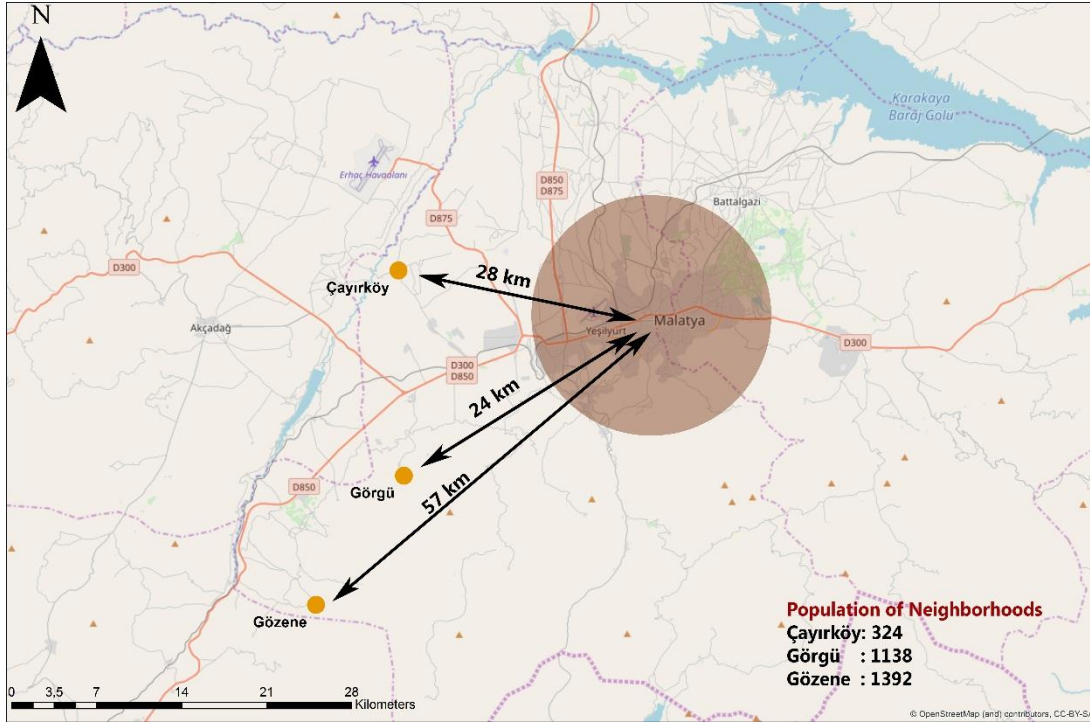 N
Karakaya
Baraj Gölü
Erhaç Havaalanı
D850
D875
Battalgazi
D875
D300
Çayırköy
28 km
Akçadağ
Yeşilyurt
Malatya
D300
D300
D850
24 km
Görgü
D850
57 km
Gözene
Population of Neighborhoods
Çayırköy: 324
Görgü : 1138
Gözene : 1392
0 3,5 7 14 21 28
Kilometers
© OpenStreetMap (and) contributors, CC-BY-S